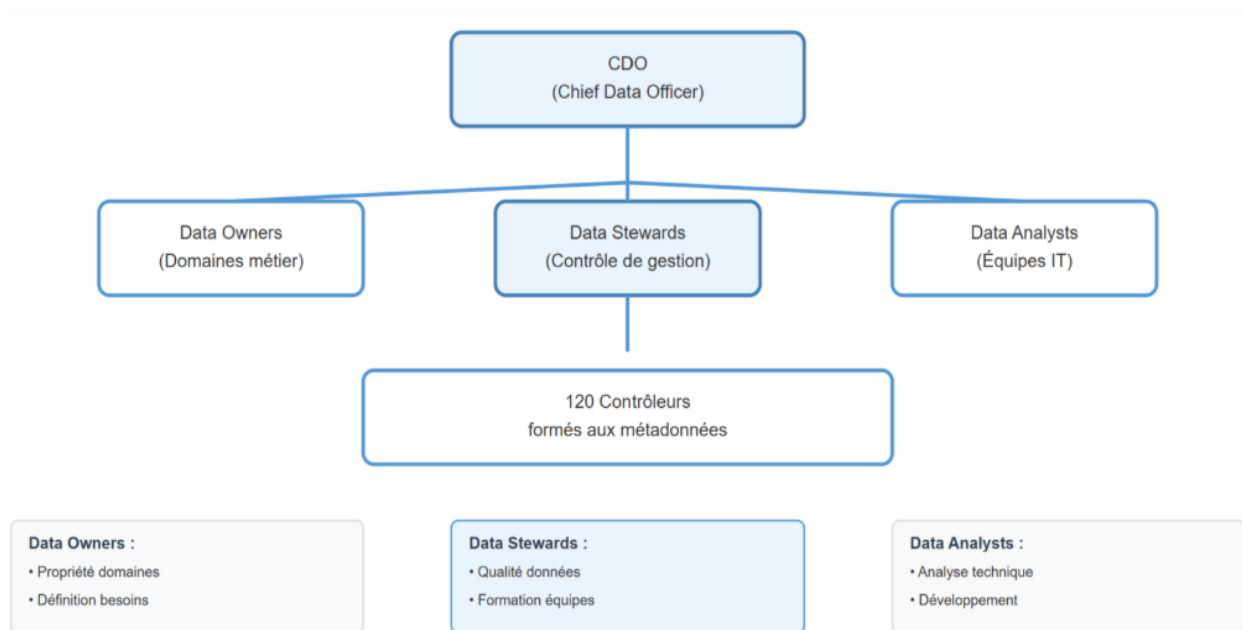 CDO
(Chief Data Officer)
Data Owners
(Domaines métier)
Data Stewards
(Contrôle de gestion)
Data Analysts
(Équipes IT)
120 Contrôleurs
formés aux métadonnées
Data Owners :
• Propriété domaines
• Définition besoins
Data Stewards :
• Qualité données
• Formation équipes
Data Analysts :
• Analyse technique
• Développement